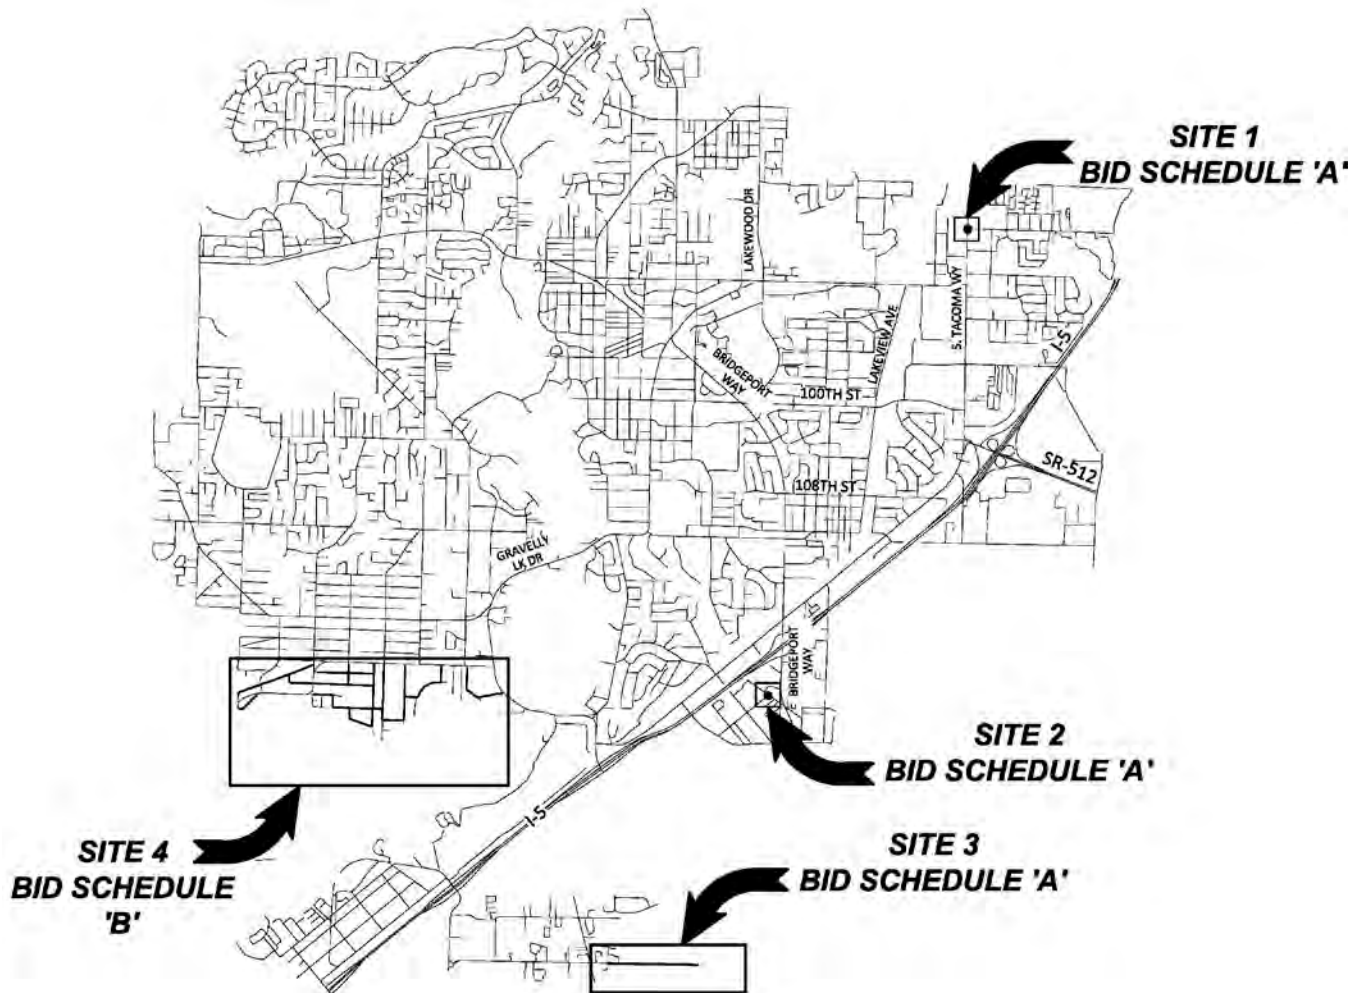 SITE 1
BID SCHEDULE 'A'
LAKEWOOD DR
S. TACOMA WY
I-5
LAKEVIEW AVE
BRIDGEPORT
WAY
100TH ST
SR-512
108TH ST
GRAVELLY
LK DR
BRIDGEPORT
WAY
SITE 2
BID SCHEDULE 'A'
I-5
SITE 4
BID SCHEDULE
'B'
SITE 3
BID SCHEDULE 'A'